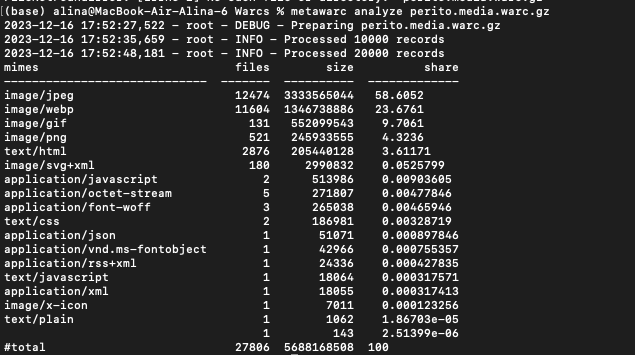 [(base) alina@MacBook-Air-Alina-6 Warcs % metawarc analyze perito.media.warc.gz
2023-12-16 17:52:27,522 - root - DEBUG - Preparing perito.media.warc.gz
2023-12-16 17:52:35,659 - root - INFO - Processed 10000 records
2023-12-16 17:52:48,181 - root - INFO - Processed 20000 records
mimes files size share
----------------------------- ------- ---------- -------------
image/jpeg 12474 3333565044 58.6052
image/webp 11604 1346738886 23.6761
image/gif 131 552099543 9.7061
image/png 521 245933555 4.3236
text/html 2876 205440128 3.61171
image/svg+xml 180 2990832 0.0525799
application/javascript 2 513986 0.00903605
application/octet-stream 5 271807 0.00477846
application/font-woff 3 265038 0.00465946
text/css 2 186981 0.00328719
application/json 1 51071 0.000897846
application/vnd.ms-fontobject 1 42966 0.000755357
application/rss+xml 1 24336 0.000427835
text/javascript 1 18064 0.000317571
application/xml 1 18055 0.000317413
image/x-icon 1 7011 0.000123256
text/plain 1 1062 1.86703e-05
1 143 2.51399e-06
#total 27806 5688168508 100